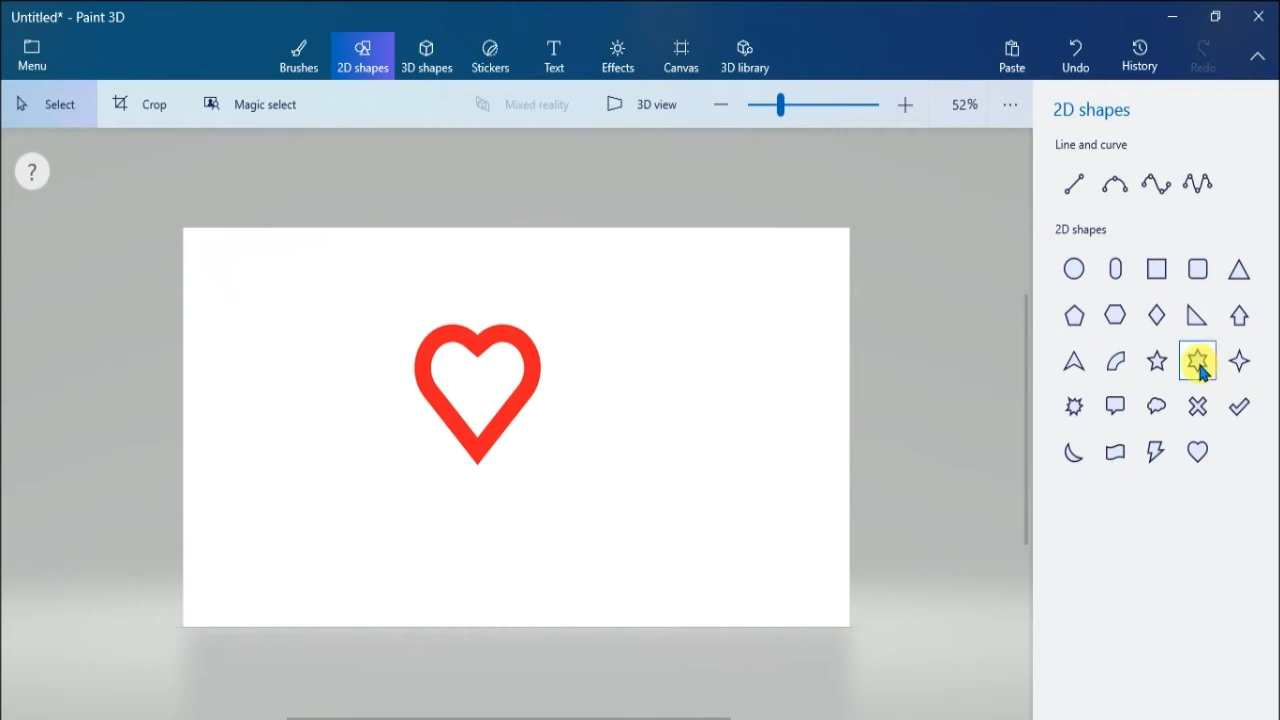 Untitled* - Paint 3D
Menu
Brushes
2D shapes
3D shapes
Stickers
Text
Effects
Canvas
3D library
Paste
Undo
History
Redo
Select
Crop
Magic select
Mixed reality
3D view
52%
?
2D shapes
Line and curve
2D shapes